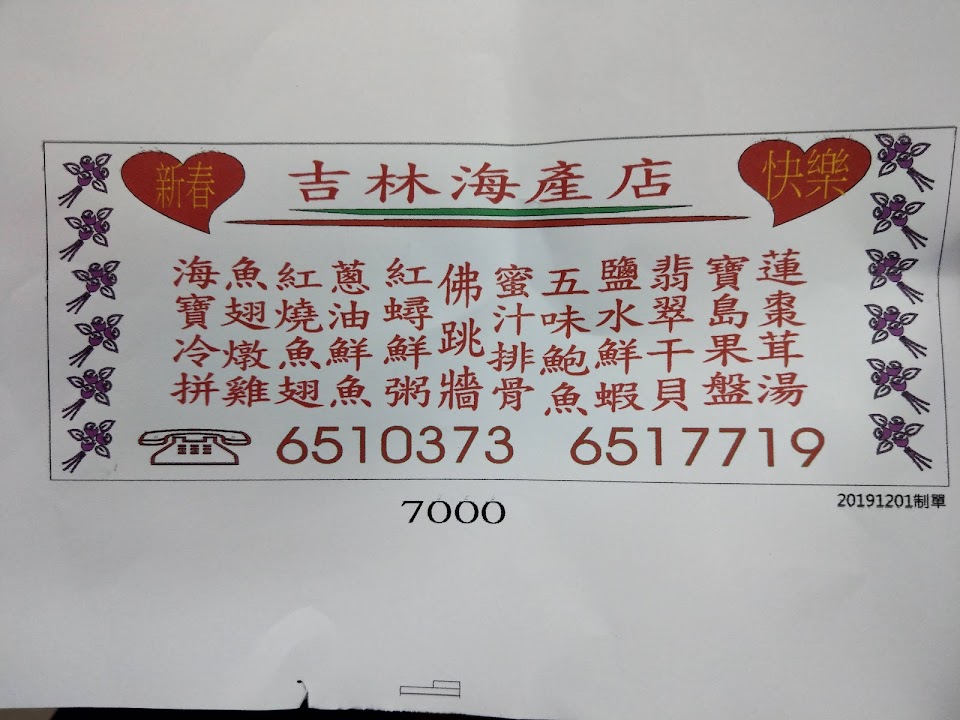 新春
吉林海產店
快樂
海寶冷拼
魚翅燉雞
紅燒魚翅
蔥油鮮魚
紅蟳鮮粥
佛跳牆
蜜汁排骨
五味鮑魚
鹽水鮮蝦
翡翠干貝
寶島果盤
蓮棗茸湯
6510373 6517719
7000
20191201制單